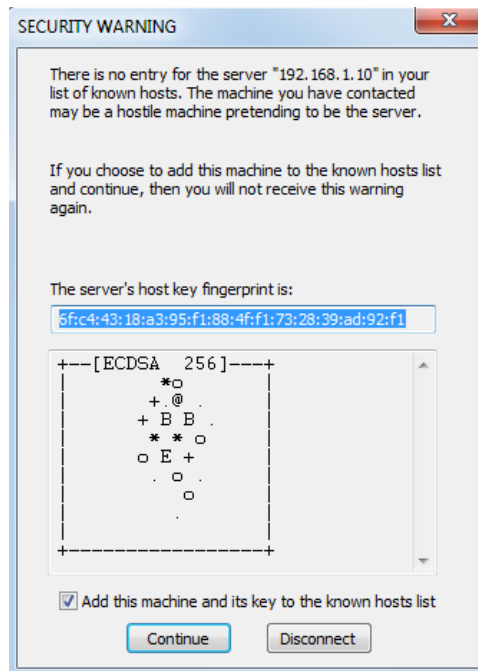 SECURITY WARNING
There is no entry for the server "192.168.1.10" in your
list of known hosts. The machine you have contacted
may be a hostile machine pretending to be the server.
If you choose to add this machine to the known hosts list
and continue, then you will not receive this warning
again.
The server's host key fingerprint is:
6f:c4:43:18:a3:95:f1:88:4f:f1:73:28:39:ad:92:f1
+--[ECDSA  256]---+
|        *o       |
|       +.@ .     |
|      + B B .    |
|       * * o     |
|      o E +      |
|       . o .     |
|          o      |
|         .       |
|                 |
+-----------------+
Add this machine and its key to the known hosts list
Continue Disconnect